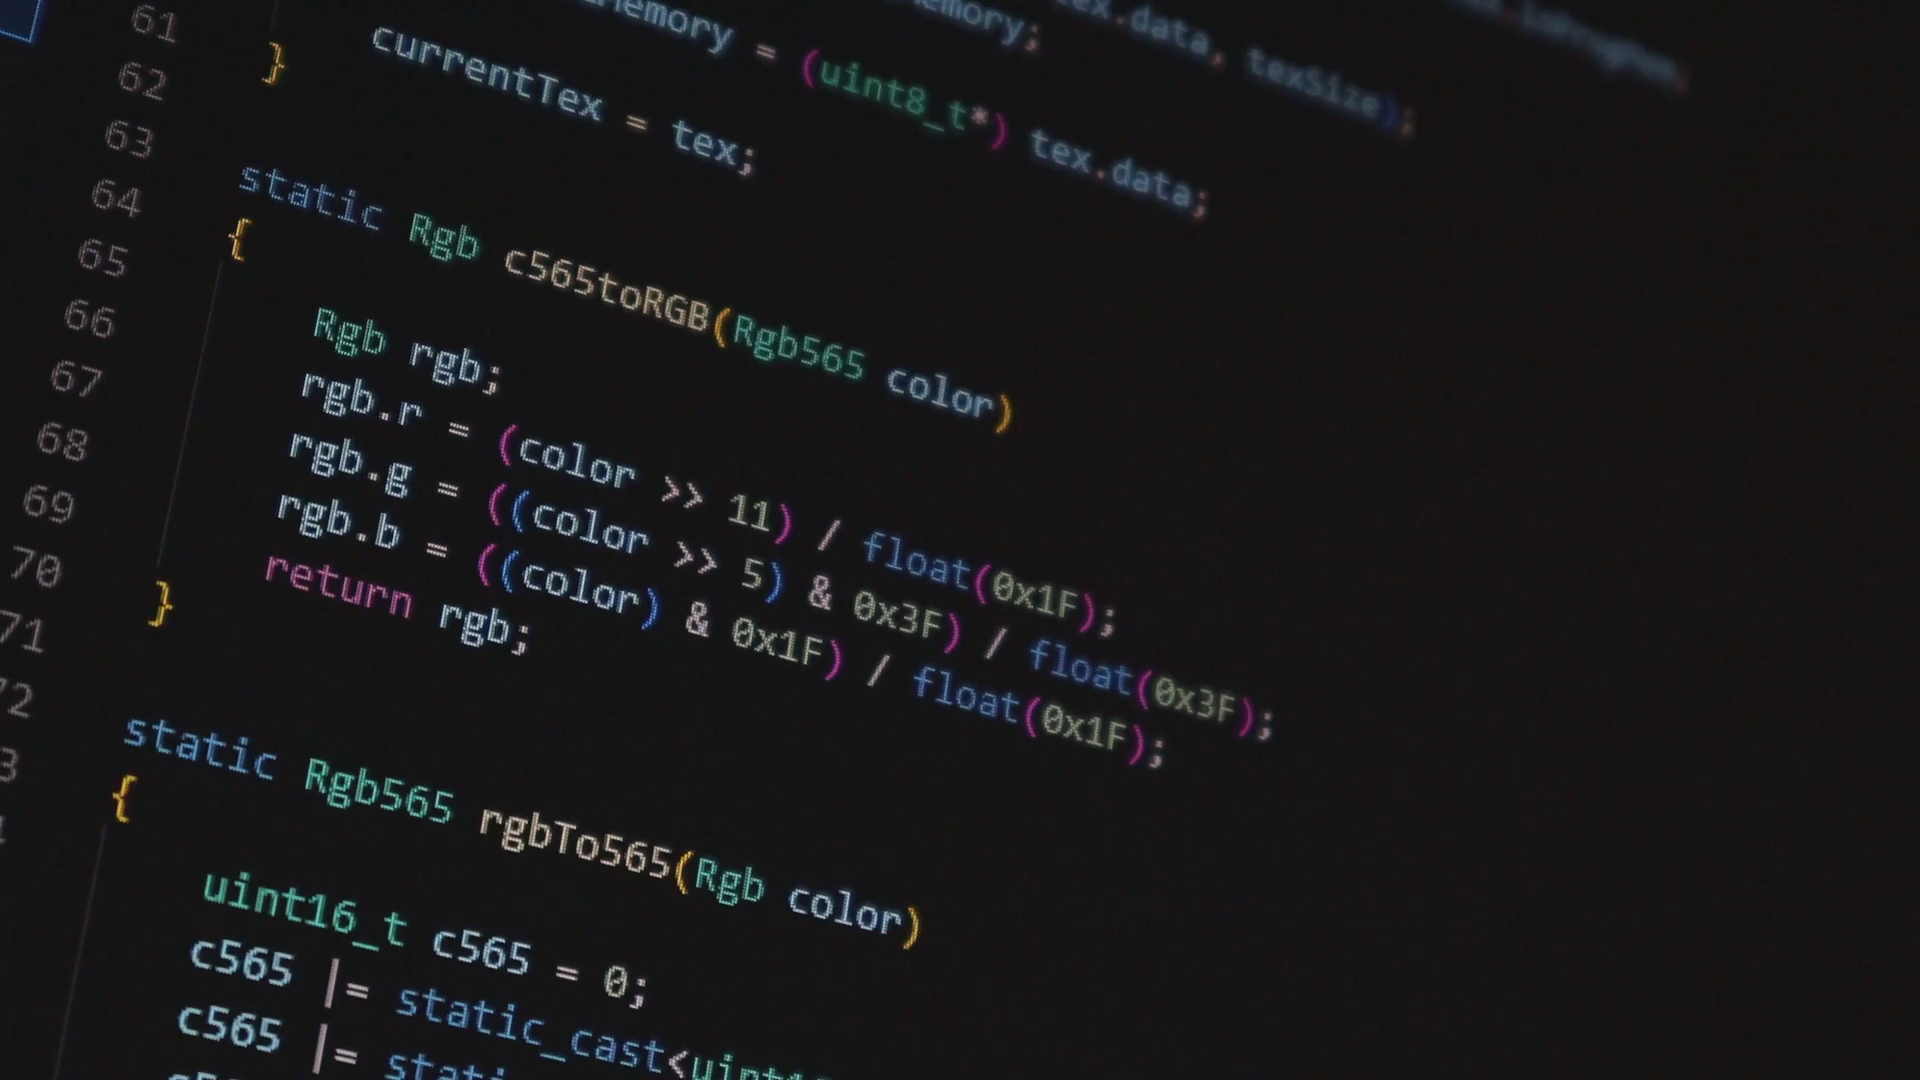 tex.data, texSize);
= (uint8_t*) tex.data;
61 currentTex = tex;
62 }
63
64 static Rgb c565toRGB(Rgb565 color)
65 {
66 Rgb rgb;
67 rgb.r = (color >> 11) / float(0x1F);
68 rgb.g = ((color >> 5) & 0x3F) / float(0x3F);
69 rgb.b = ((color) & 0x1F) / float(0x1F);
70 return rgb;
71 }
72
static Rgb565 rgbTo565(Rgb color)
{
uint16_t c565 = 0;
c565 |= static_cast<
c565 |=